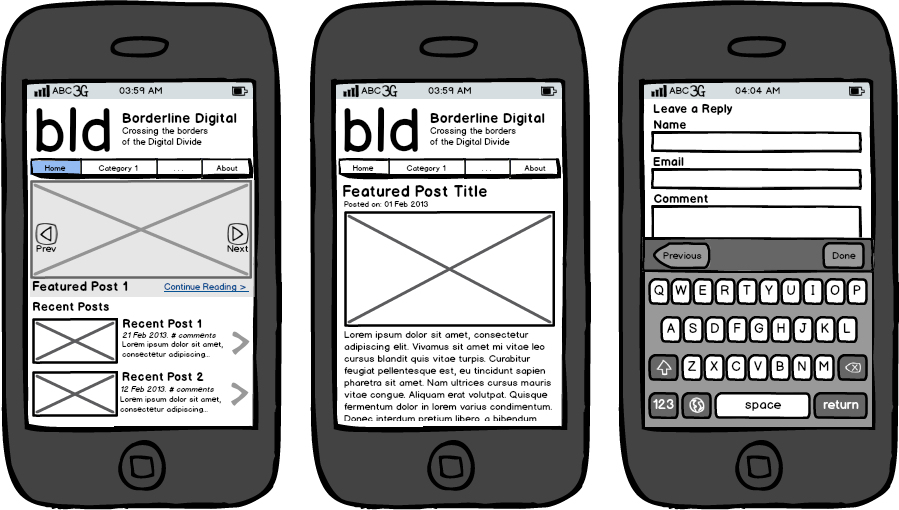 ABC 3G 03:59 AM
bld
Borderline Digital
Crossing the borders
of the Digital Divide
Home Category 1 ... About
Prev Next
Featured Post 1 Continue Reading >
Recent Posts
Recent Post 1
21 Feb 2013. # comments
Lorem ipsum dolor sit amet,
consectetur adipiscing...
Recent Post 2
12 Feb 2013. # comments
Lorem ipsum dolor sit amet,
consectetur adipiscing...
ABC 3G 03:59 AM
bld
Borderline Digital
Crossing the borders
of the Digital Divide
Home Category 1 ... About
Featured Post Title
Posted on: 01 Feb 2013
Lorem ipsum dolor sit amet, consectetur
adipiscing elit. Vivamus sit amet mi vitae leo
cursus blandit quis vitae turpis. Curabitur
feugiat pellentesque est, eu tincidunt sapien
pharetra sit amet. Nam ultrices cursus mauris
vitae congue. Aliquam erat volutpat. Quisque
fermentum dolor in lorem varius condimentum.
Donec interdum pretium libero, a bibendum
ABC 3G 04:04 AM
Leave a Reply
Name
Email
Comment
Previous Done
Q W E R T Y U I O P
A S D F G H J K L
Z X C V B N M
123 space return